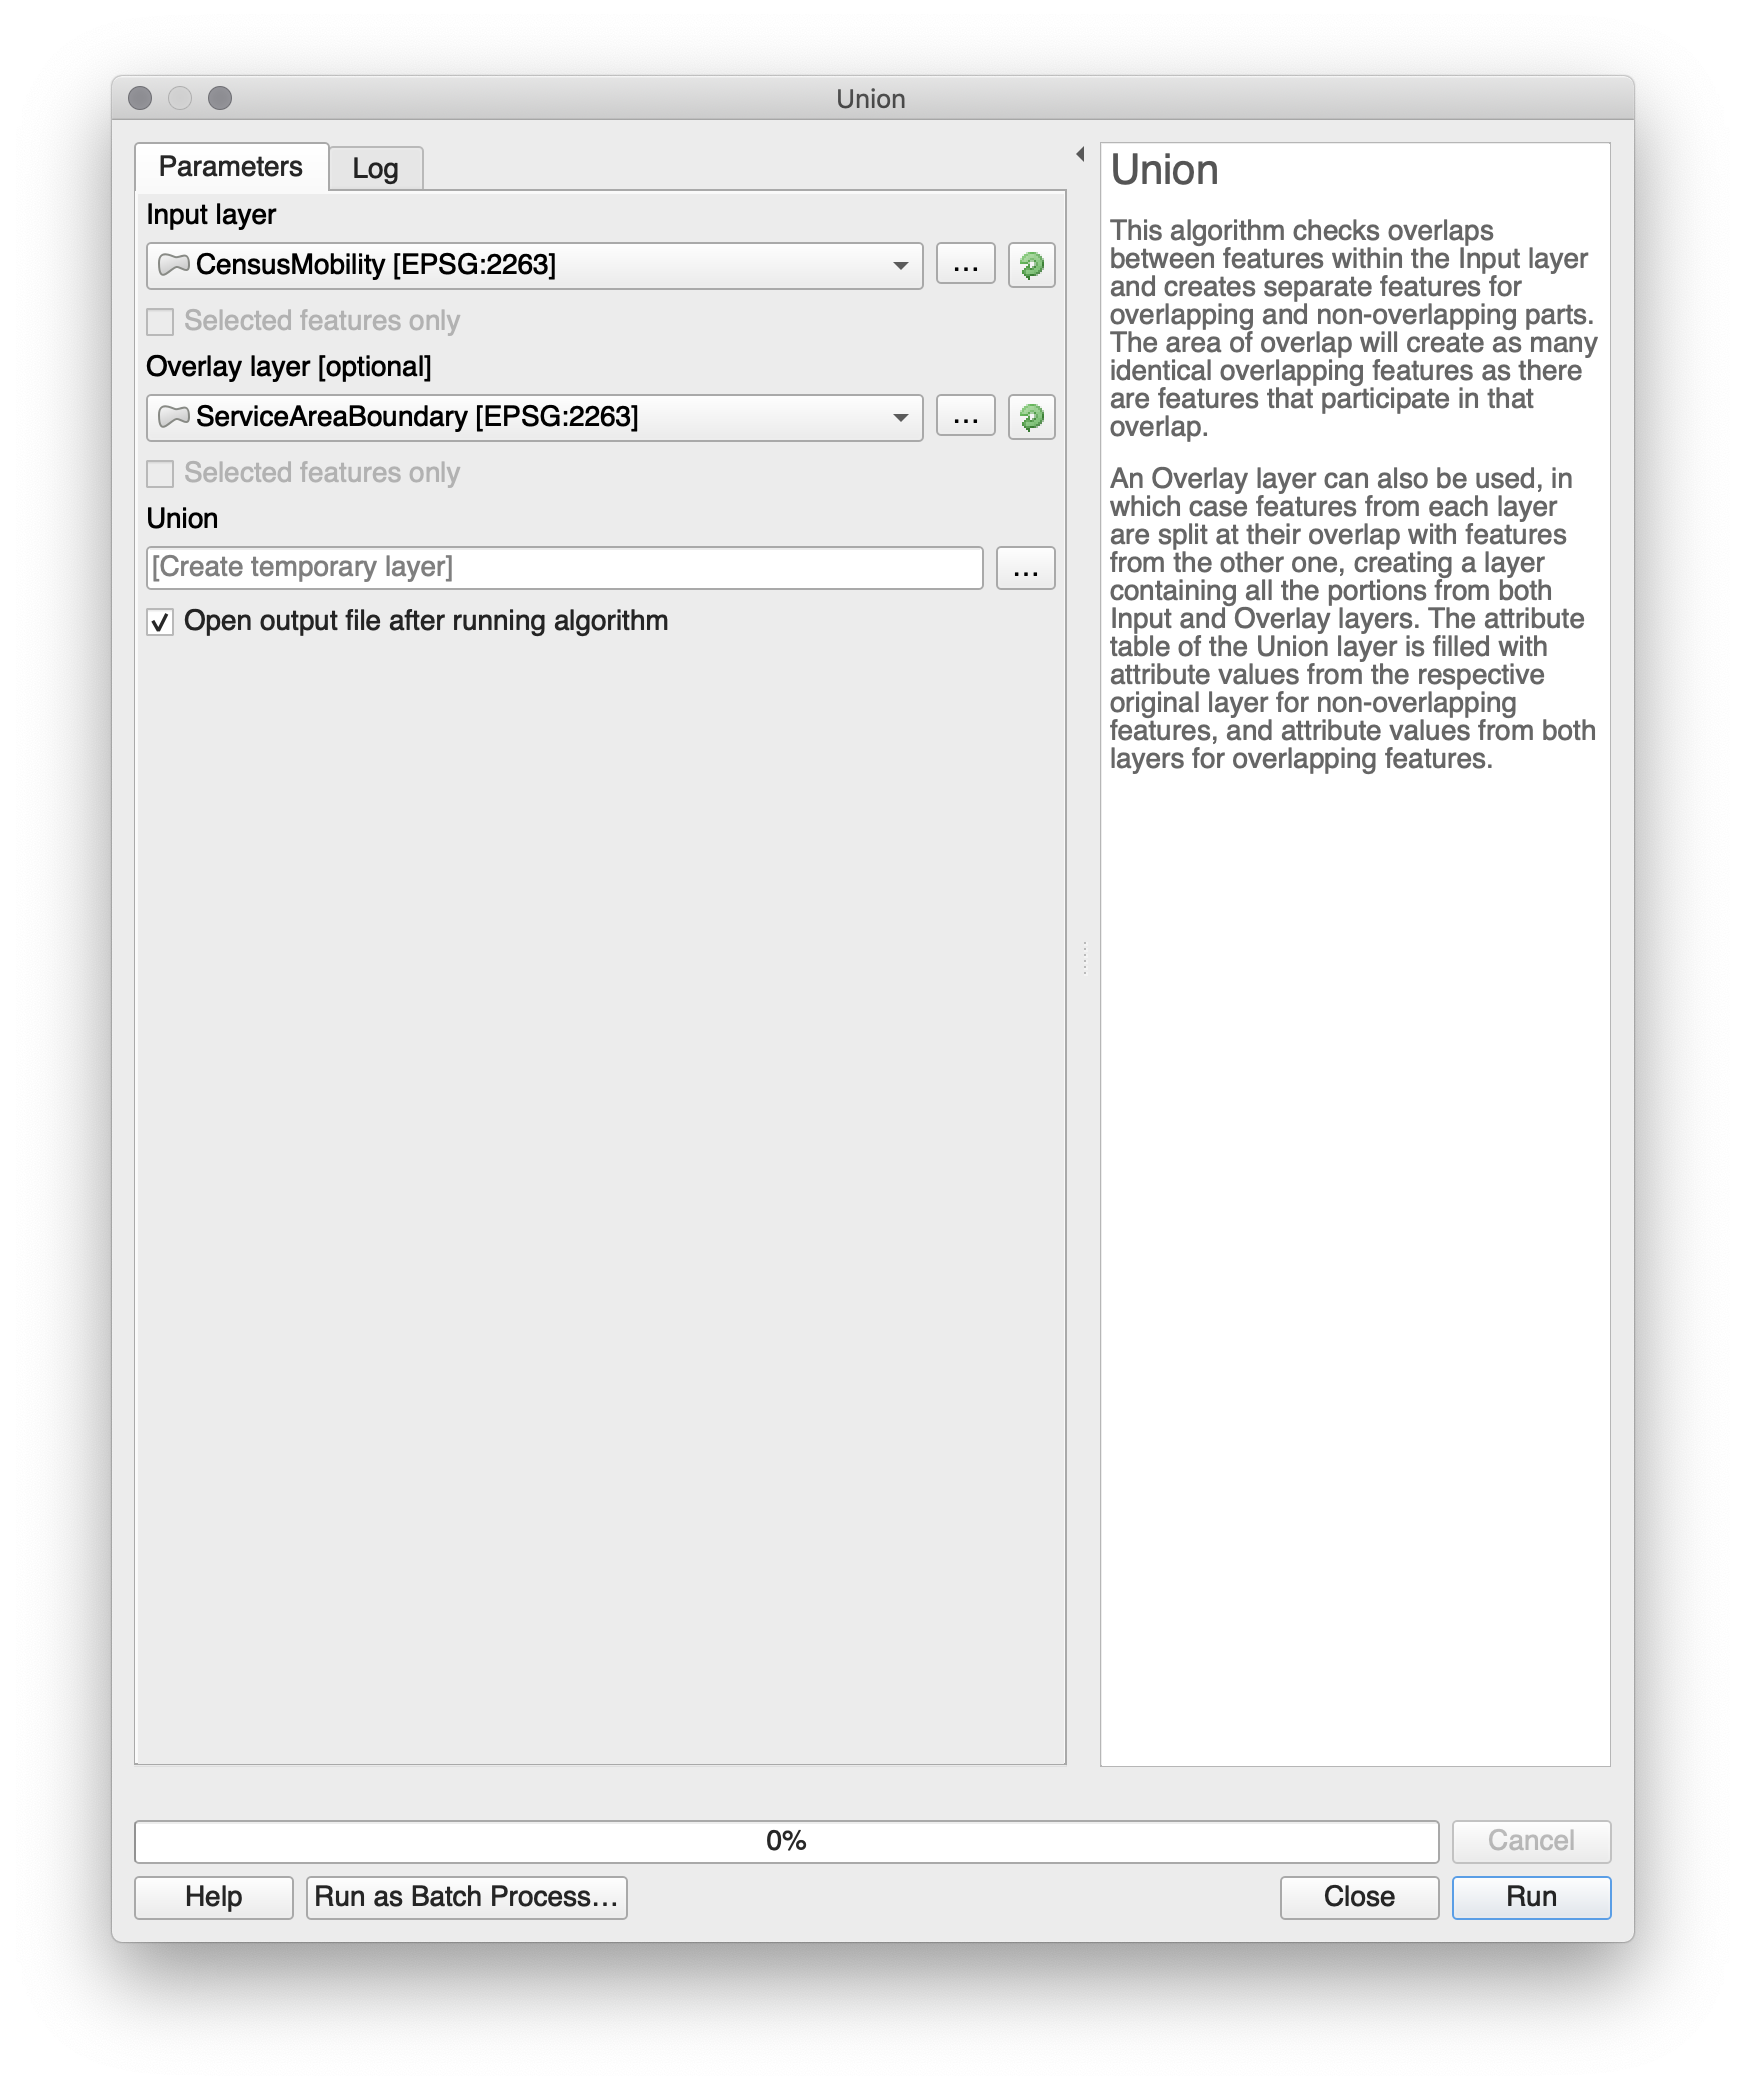 Union
Parameters
Log
Input layer
CensusMobility [EPSG:2263]
...
Selected features only
Overlay layer [optional]
ServiceAreaBoundary [EPSG:2263]
...
Selected features only
Union
[Create temporary layer]
...
Open output file after running algorithm
Union
This algorithm checks overlaps
between features within the Input layer
and creates separate features for
overlapping and non-overlapping parts.
The area of overlap will create as many
identical overlapping features as there
are features that participate in that
overlap.
An Overlay layer can also be used, in
which case features from each layer
are split at their overlap with features
from the other one, creating a layer
containing all the portions from both
Input and Overlay layers. The attribute
table of the Union layer is filled with
attribute values from the respective
original layer for non-overlapping
features, and attribute values from both
layers for overlapping features.
0%
Cancel
Help
Run as Batch Process...
Close
Run